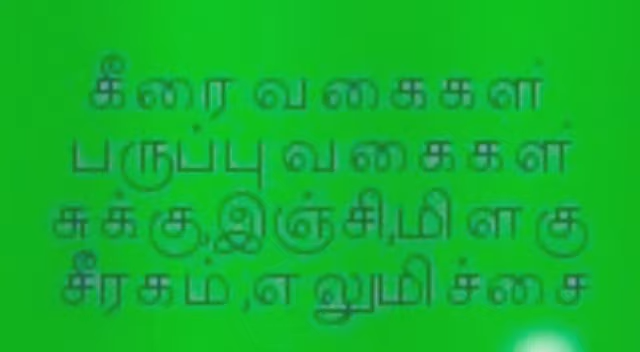 கீரை வகைகள்
பருப்பு வகைகள்
சுக்கு,இஞ்சி,மிளகு
சீரகம் ,எலுமிச்சை